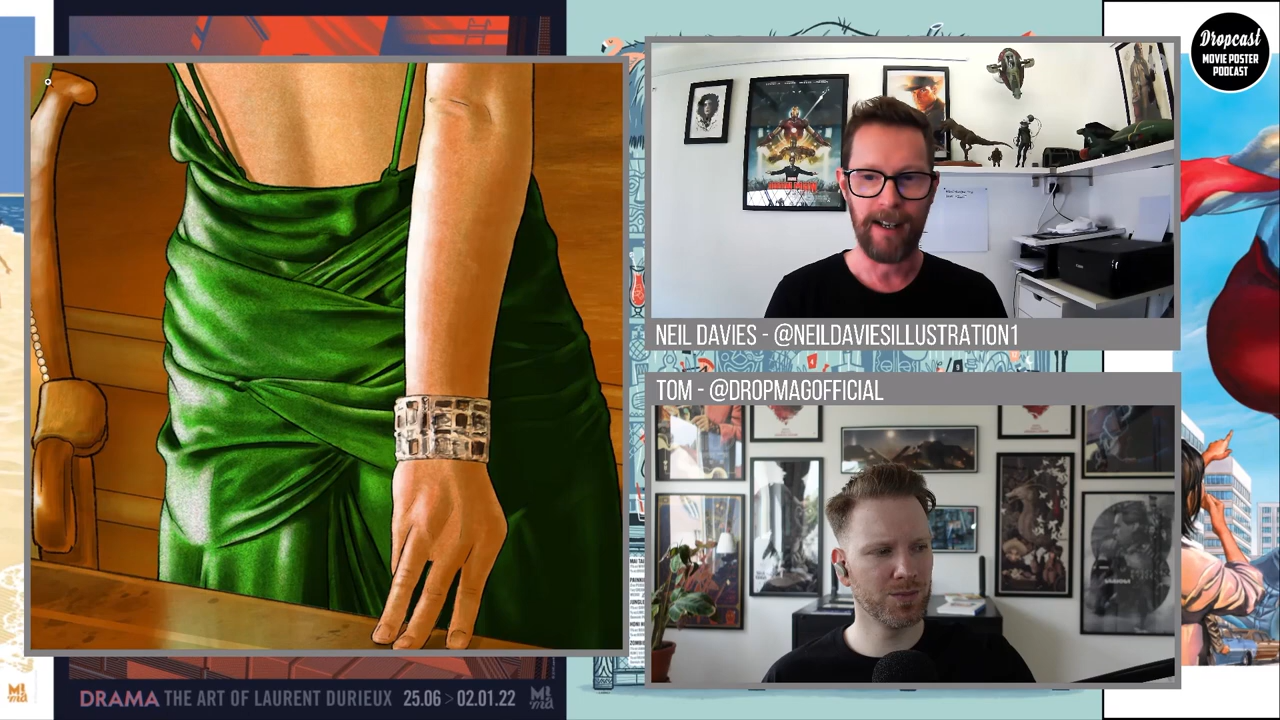 Dropcast
MOVIE POSTER
PODCAST
NEIL DAVIES - @NEILDAVIESILLUSTRATION1
TOM - @DROPMAGOFFICIAL
DRAMA THE ART OF LAURENT DURIEUX 25.06 > 02.01.22
MIMA